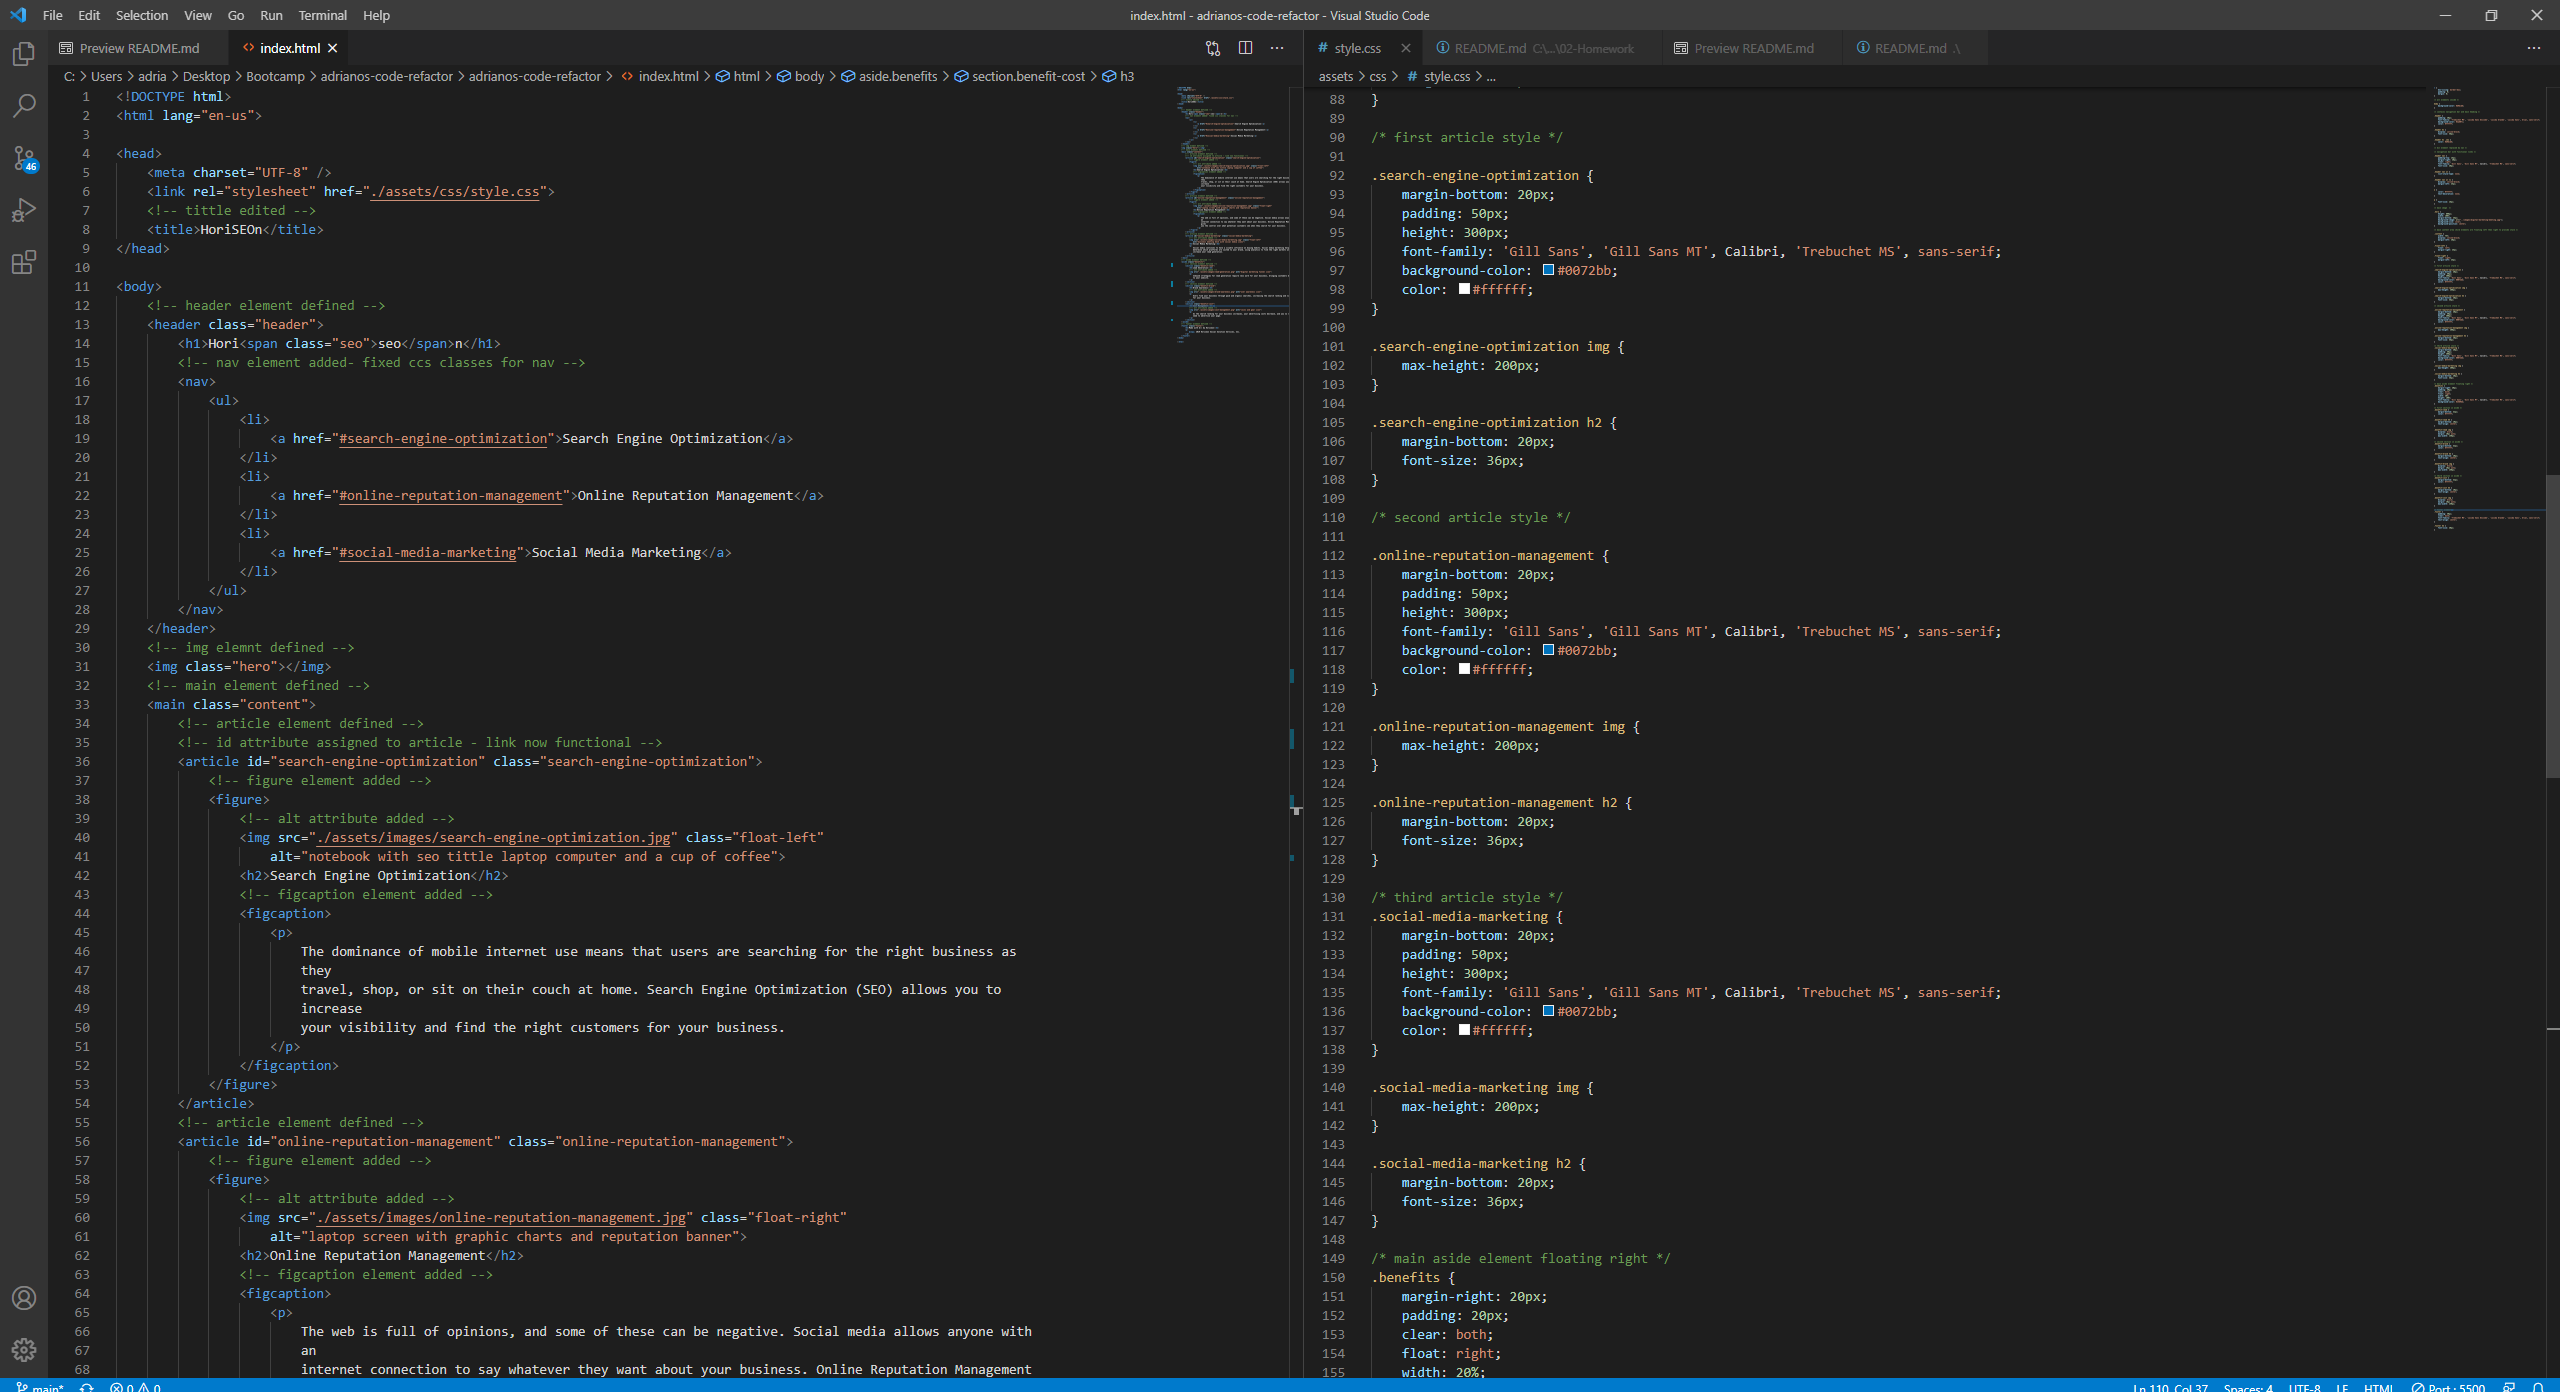 File Edit Selection View Go Run Terminal Help
index.html - adrianos-code-refactor - Visual Studio Code
Preview README.md
index.html
C: > Users > adria > Desktop > Bootcamp > adrianos-code-refactor > adrianos-code-refactor > index.html > html > body > aside.benefits > section.benefit-cost > h3
46
1 <!DOCTYPE html>
2 <html lang="en-us">
3
4 <head>
5 <meta charset="UTF-8" />
6 <link rel="stylesheet" href="./assets/css/style.css">
7 <!-- tittle edited -->
8 <title>HoriSEOn</title>
9 </head>
10
11 <body>
12 <!-- header element defined -->
13 <header class="header">
14 <h1>Hori<span class="seo">seo</span>n</h1>
15 <!-- nav element added- fixed ccs classes for nav -->
16 <nav>
17 <ul>
18 <li>
19 <a href="#search-engine-optimization">Search Engine Optimization</a>
20 </li>
21 <li>
22 <a href="#online-reputation-management">Online Reputation Management</a>
23 </li>
24 <li>
25 <a href="#social-media-marketing">Social Media Marketing</a>
26 </li>
27 </ul>
28 </nav>
29 </header>
30 <!-- img elemnt defined -->
31 <img class="hero"></img>
32 <!-- main element defined -->
33 <main class="content">
34 <!-- article element defined -->
35 <!-- id attribute assigned to article - link now functional -->
36 <article id="search-engine-optimization" class="search-engine-optimization">
37 <!-- figure element added -->
38 <figure>
39 <!-- alt attribute added -->
40 <img src="./assets/images/search-engine-optimization.jpg" class="float-left"
41 alt="notebook with seo tittle laptop computer and a cup of coffee">
42 <h2>Search Engine Optimization</h2>
43 <!-- figcaption element added -->
44 <figcaption>
45 <p>
46 The dominance of mobile internet use means that users are searching for the right business as
47 they
48 travel, shop, or sit on their couch at home. Search Engine Optimization (SEO) allows you to
49 increase
50 your visibility and find the right customers for your business.
51 </p>
52 </figcaption>
53 </figure>
54 </article>
55 <!-- article element defined -->
56 <article id="online-reputation-management" class="online-reputation-management">
57 <!-- figure element added -->
58 <figure>
59 <!-- alt attribute added -->
60 <img src="./assets/images/online-reputation-management.jpg" class="float-right"
61 alt="laptop screen with graphic charts and reputation banner">
62 <h2>Online Reputation Management</h2>
63 <!-- figcaption element added -->
64 <figcaption>
65 <p>
66 The web is full of opinions, and some of these can be negative. Social media allows anyone with
67 an
68 internet connection to say whatever they want about your business. Online Reputation Management
style.css
README.md C:\...\02-Homework
Preview README.md
README.md .\
assets > css > style.css > ...
88 }
89
90 /* first article style */
91
92 .search-engine-optimization {
93 margin-bottom: 20px;
94 padding: 50px;
95 height: 300px;
96 font-family: 'Gill Sans', 'Gill Sans MT', Calibri, 'Trebuchet MS', sans-serif;
97 background-color: #0072bb;
98 color: #ffffff;
99 }
100
101 .search-engine-optimization img {
102 max-height: 200px;
103 }
104
105 .search-engine-optimization h2 {
106 margin-bottom: 20px;
107 font-size: 36px;
108 }
109
110 /* second article style */
111
112 .online-reputation-management {
113 margin-bottom: 20px;
114 padding: 50px;
115 height: 300px;
116 font-family: 'Gill Sans', 'Gill Sans MT', Calibri, 'Trebuchet MS', sans-serif;
117 background-color: #0072bb;
118 color: #ffffff;
119 }
120
121 .online-reputation-management img {
122 max-height: 200px;
123 }
124
125 .online-reputation-management h2 {
126 margin-bottom: 20px;
127 font-size: 36px;
128 }
129
130 /* third article style */
131 .social-media-marketing {
132 margin-bottom: 20px;
133 padding: 50px;
134 height: 300px;
135 font-family: 'Gill Sans', 'Gill Sans MT', Calibri, 'Trebuchet MS', sans-serif;
136 background-color: #0072bb;
137 color: #ffffff;
138 }
139
140 .social-media-marketing img {
141 max-height: 200px;
142 }
143
144 .social-media-marketing h2 {
145 margin-bottom: 20px;
146 font-size: 36px;
147 }
148
149 /* main aside element floating right */
150 .benefits {
151 margin-right: 20px;
152 padding: 20px;
153 clear: both;
154 float: right;
155 width: 20%;
main* 0 0
Ln 110, Col 37 Spaces: 4 UTF-8 LF HTML Port : 5500